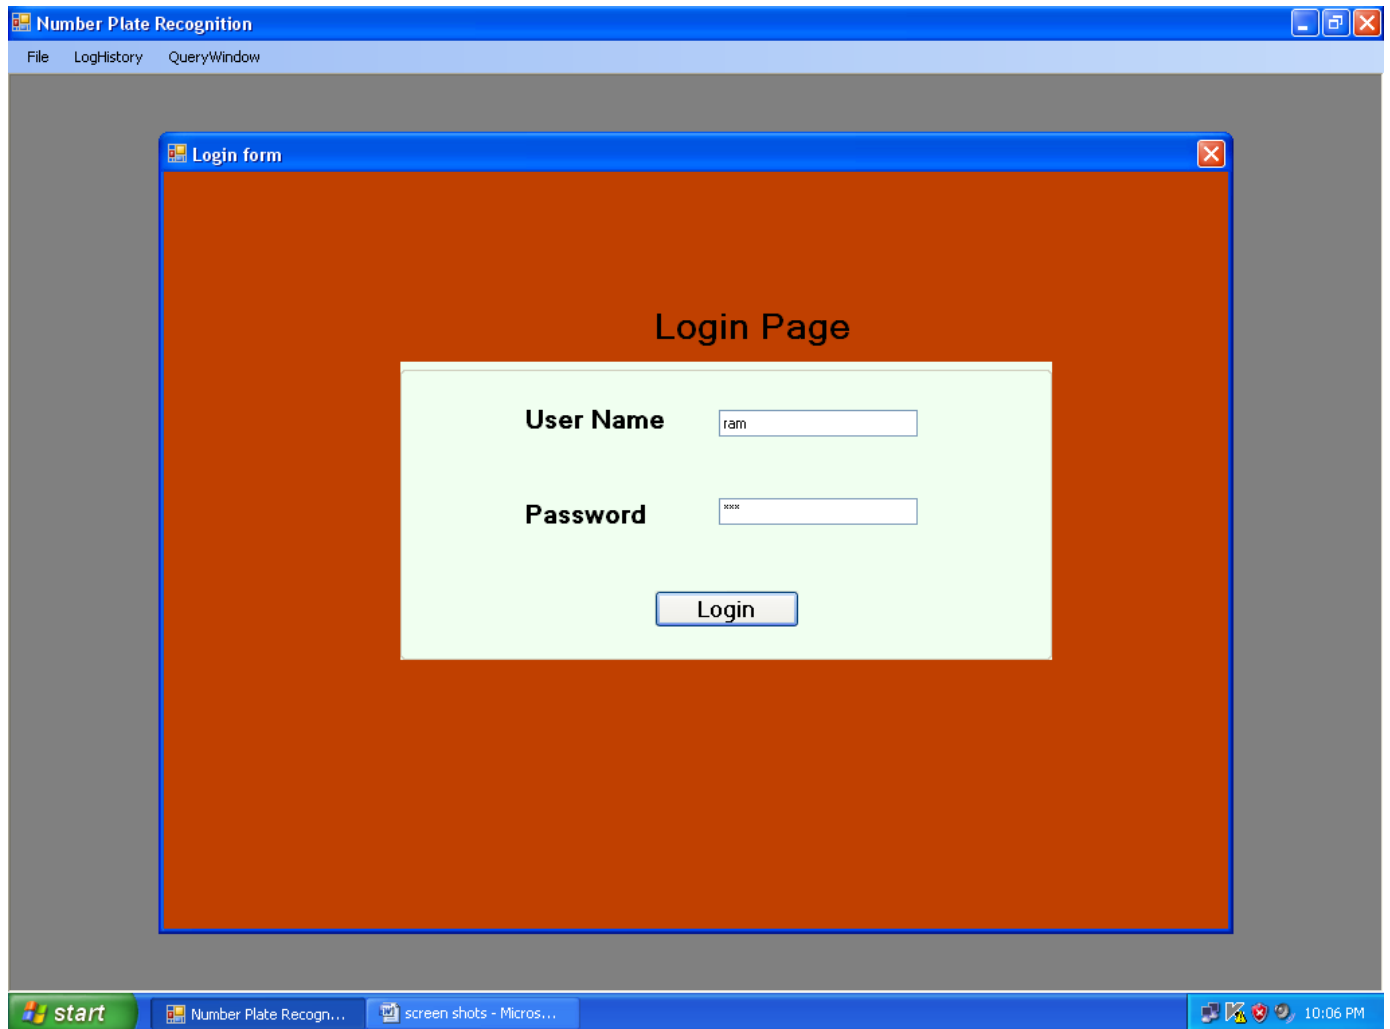 Number Plate Recognition
File LogHistory QueryWindow
Login form
Login Page
User Name ram
Password ***
Login
start Number Plate Recogn... screen shots - Micros... 10:06 PM